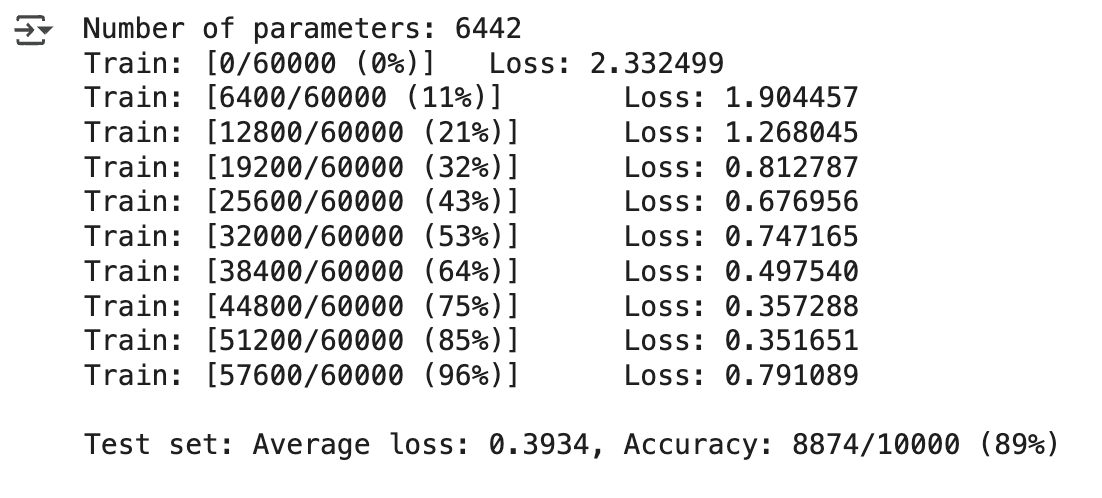 Number of parameters: 6442
Train: [0/60000 (0%)]	Loss: 2.332499
Train: [6400/60000 (11%)]	Loss: 1.904457
Train: [12800/60000 (21%)]	Loss: 1.268045
Train: [19200/60000 (32%)]	Loss: 0.812787
Train: [25600/60000 (43%)]	Loss: 0.676956
Train: [32000/60000 (53%)]	Loss: 0.747165
Train: [38400/60000 (64%)]	Loss: 0.497540
Train: [44800/60000 (75%)]	Loss: 0.357288
Train: [51200/60000 (85%)]	Loss: 0.351651
Train: [57600/60000 (96%)]	Loss: 0.791089
Test set: Average loss: 0.3934, Accuracy: 8874/10000 (89%)